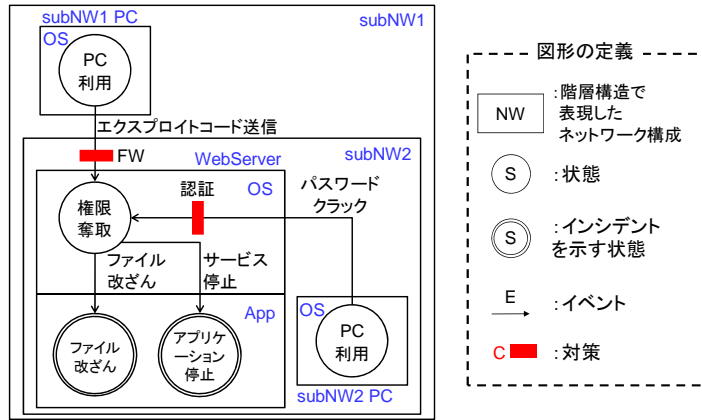 subNW1 PC
subNW1
OS
PC
利用
エクスプロイトコード送信
FW
WebServer
subNW2
OS
認証
パスワード
クラック
権限
奪取
ファイル
改ざん
サービス
停止
App
ファイル
改ざん
アプリケ
ーション
停止
OS
PC
利用
subNW2 PC
図形の定義
NW
:階層構造で
表現した
ネットワーク構成
S
:状態
S
:インシデント
を示す状態
E
:イベント
C
:対策